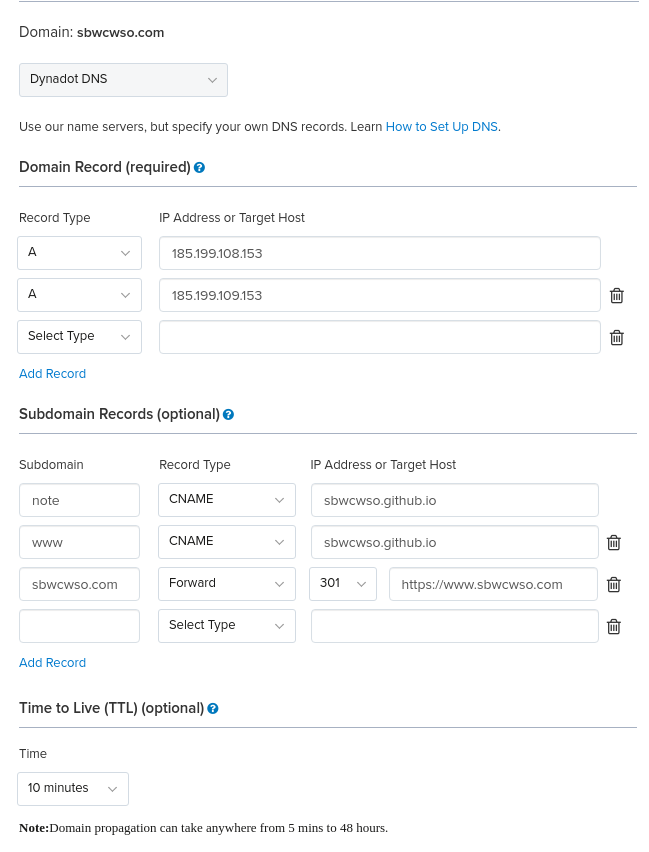 Domain: sbwcwso.com
Dynadot DNS
Use our name servers, but specify your own DNS records. Learn How to Set Up DNS.
Domain Record (required) ?
Record Type IP Address or Target Host
A 185.199.108.153
A 185.199.109.153
Select Type
Add Record
Subdomain Records (optional) ?
Subdomain Record Type IP Address or Target Host
note CNAME sbwcwso.github.io
www CNAME sbwcwso.github.io
sbwcwso.com Forward 301 https://www.sbwcwso.com
Select Type
Add Record
Time to Live (TTL) (optional) ?
Time
10 minutes
Note:Domain propagation can take anywhere from 5 mins to 48 hours.